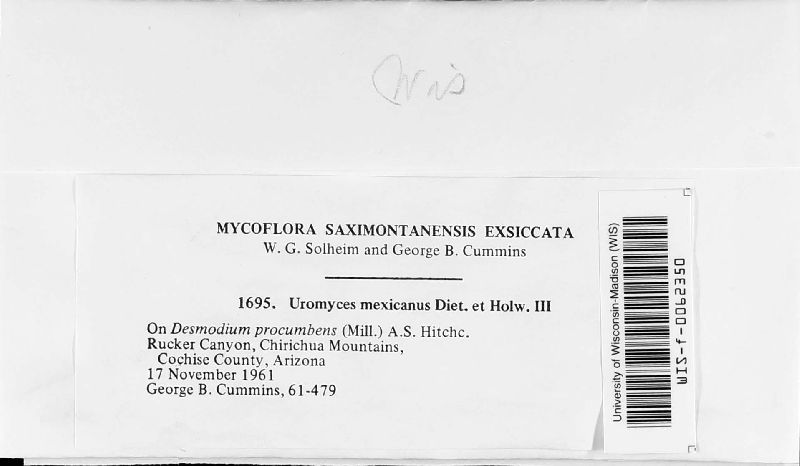 Wis
MYCOFLORA SAXIMONTANENSIS EXSICCATA
W. G. Solheim and George B. Cummins
1695. Uromyces mexicanus Diet. et Holw. III
On Desmodium procumbens (Mill.) A.S. Hitchc.
Rucker Canyon, Chirichua Mountains,
Cochise County, Arizona
17 November 1961
George B. Cummins, 61-479
University of Wisconsin-Madison (WIS)
WIS-f-0062350